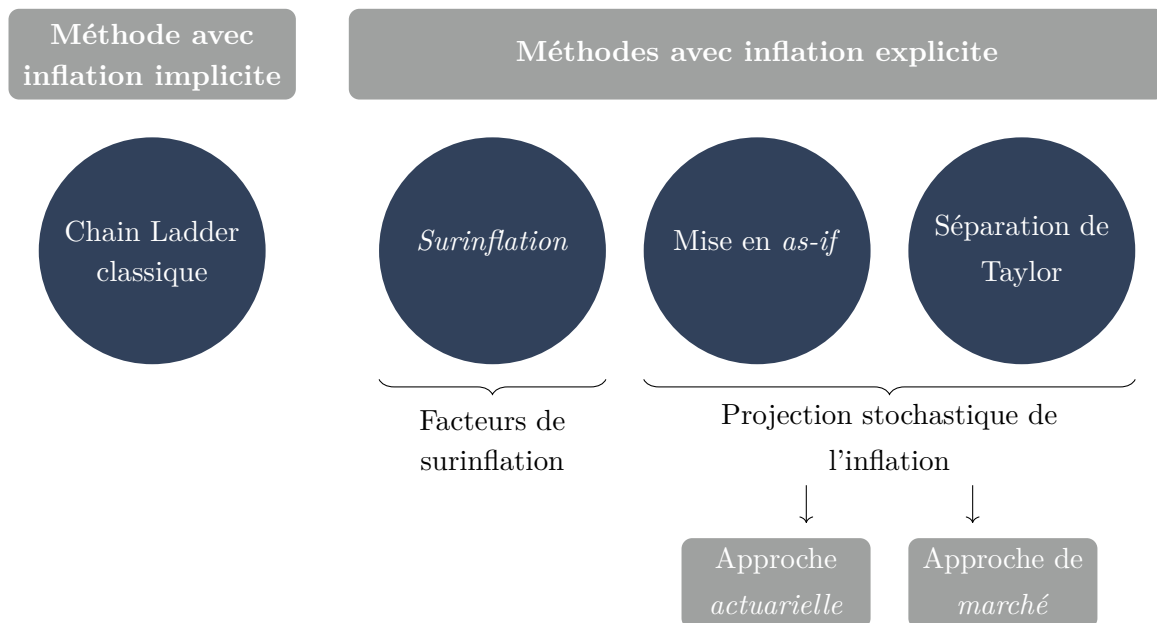 Méthode avec
inflation implicite
Méthodes avec inflation explicite
Chain Ladder
classique
Surinflation
Mise en as-if
Séparation de
Taylor
Facteurs de
surinflation
Projection stochastique de
l'inflation
Approche
actuarielle
Approche de
marché